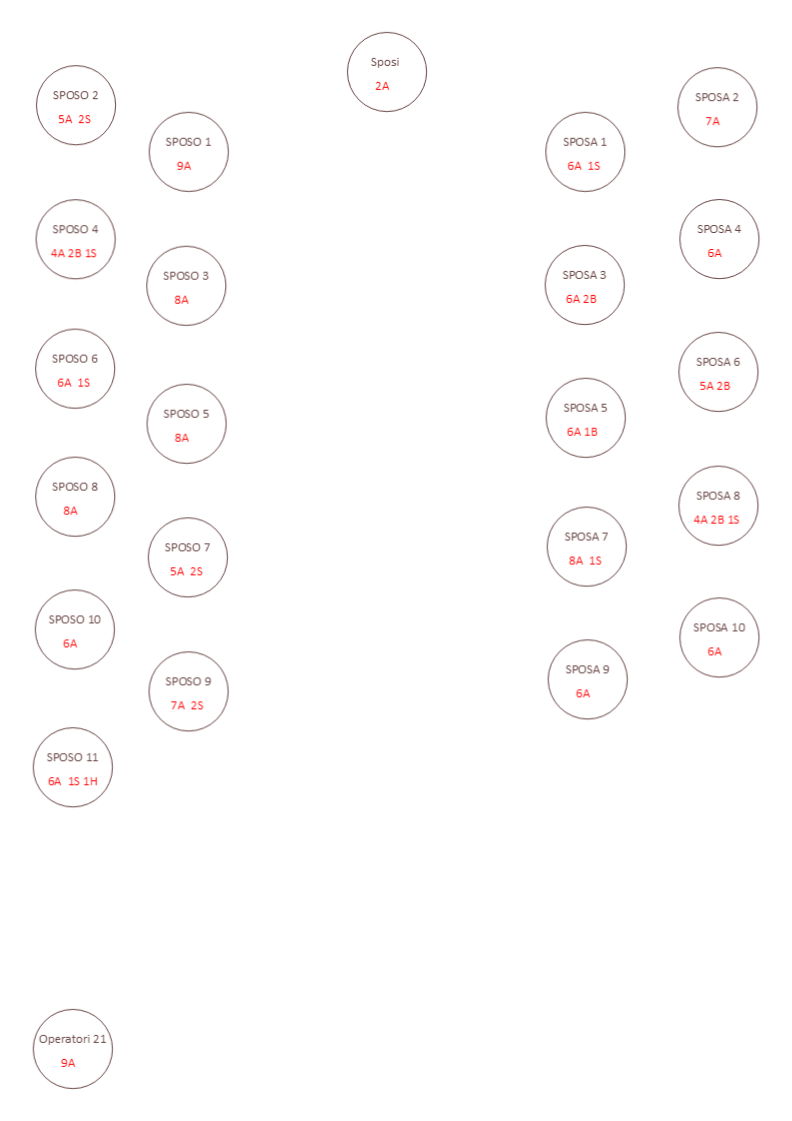 Sposi
2A
SPOSO 2
5A 2S
SPOSA 2
7A
SPOSO 1
9A
SPOSA 1
6A 1S
SPOSO 4
4A 2B 1S
SPOSA 4
6A
SPOSO 3
8A
SPOSA 3
6A 2B
SPOSO 6
6A 1S
SPOSA 6
5A 2B
SPOSO 5
8A
SPOSA 5
6A 1B
SPOSO 8
8A
SPOSA 8
4A 2B 1S
SPOSO 7
5A 2S
SPOSA 7
8A 1S
SPOSO 10
6A
SPOSA 10
6A
SPOSO 9
7A 2S
SPOSA 9
6A
SPOSO 11
6A 1S 1H
Operatori 21
9A